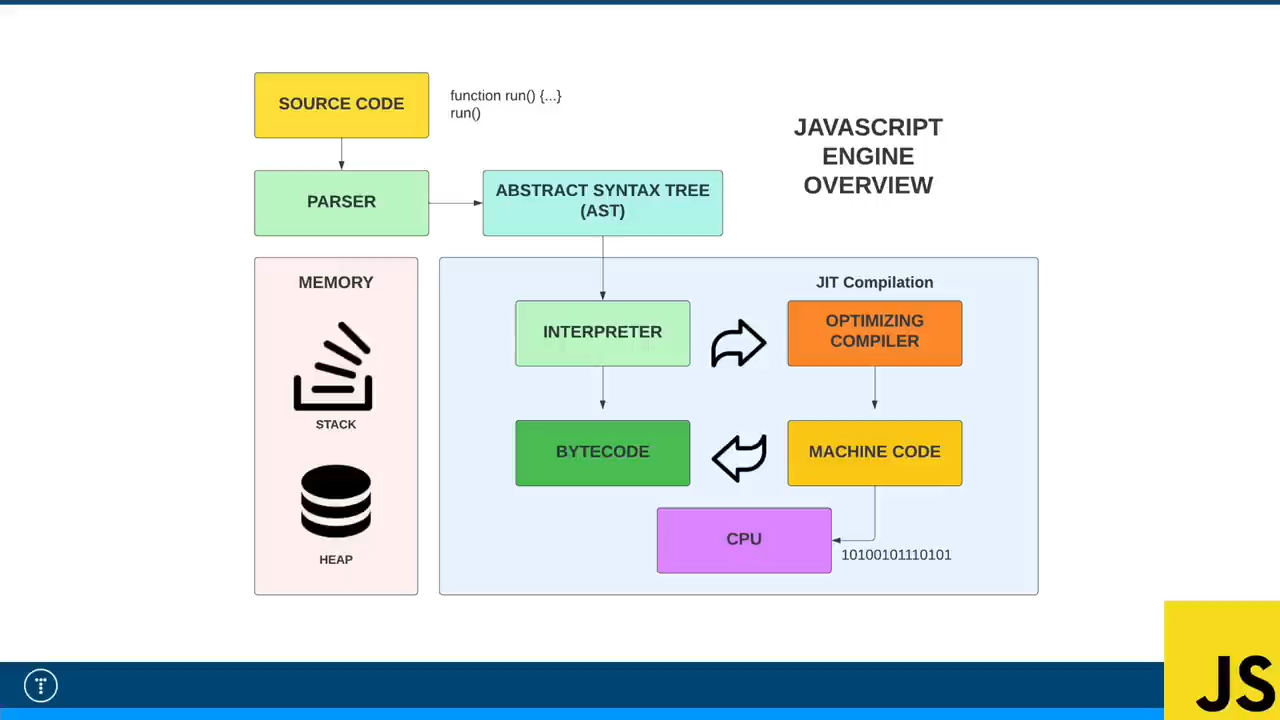 SOURCE CODE
function run() {...}
run()
JAVASCRIPT
ENGINE
OVERVIEW
PARSER
ABSTRACT SYNTAX TREE
(AST)
MEMORY
STACK
HEAP
JIT Compilation
INTERPRETER
OPTIMIZING
COMPILER
BYTECODE
MACHINE CODE
CPU
10100101110101
JS